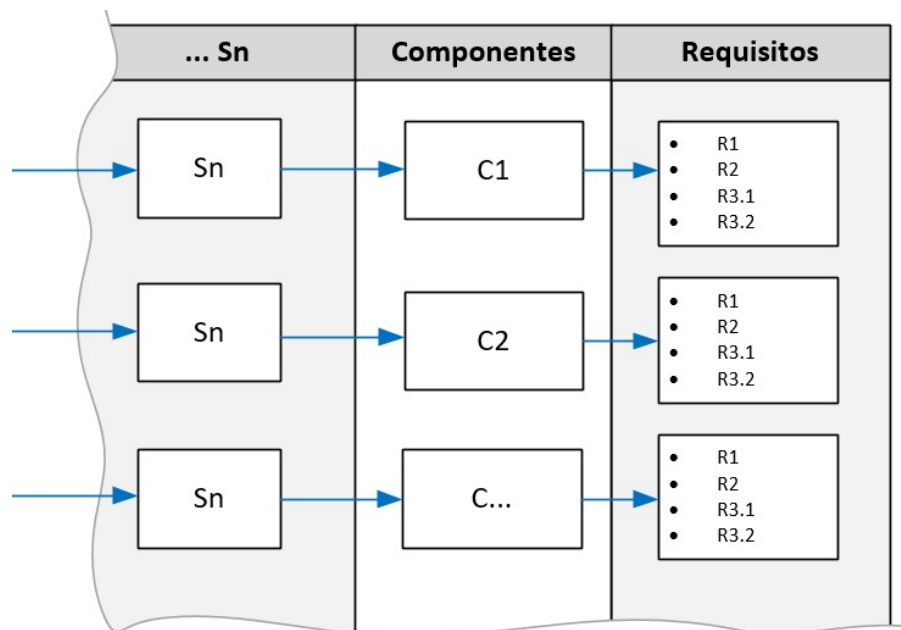 ... Sn
Componentes
Requisitos
Sn
C1
R1
R2
R3.1
R3.2
Sn
C2
R1
R2
R3.1
R3.2
Sn
C...
R1
R2
R3.1
R3.2